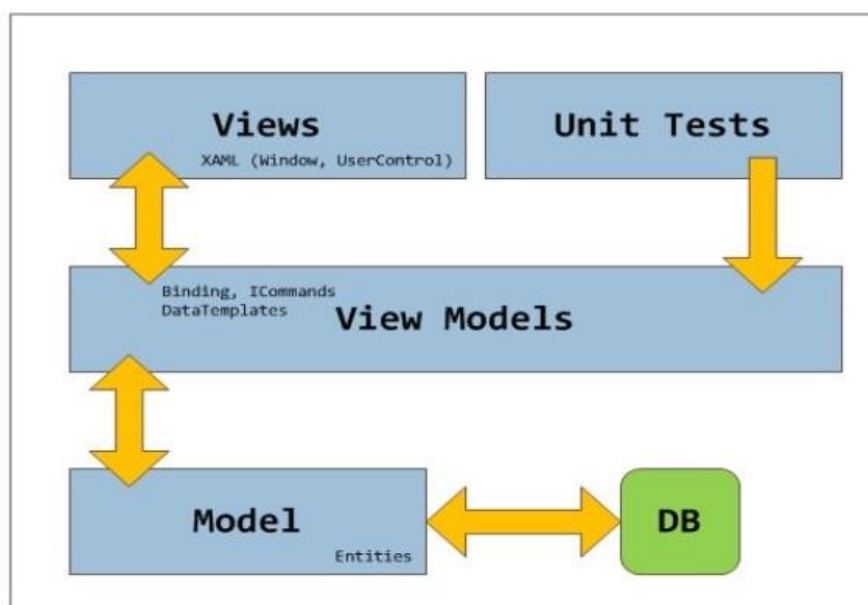 Views
XAML (Window, UserControl)
Unit Tests
Binding, ICommands
DataTemplates
View Models
Model
Entities
DB